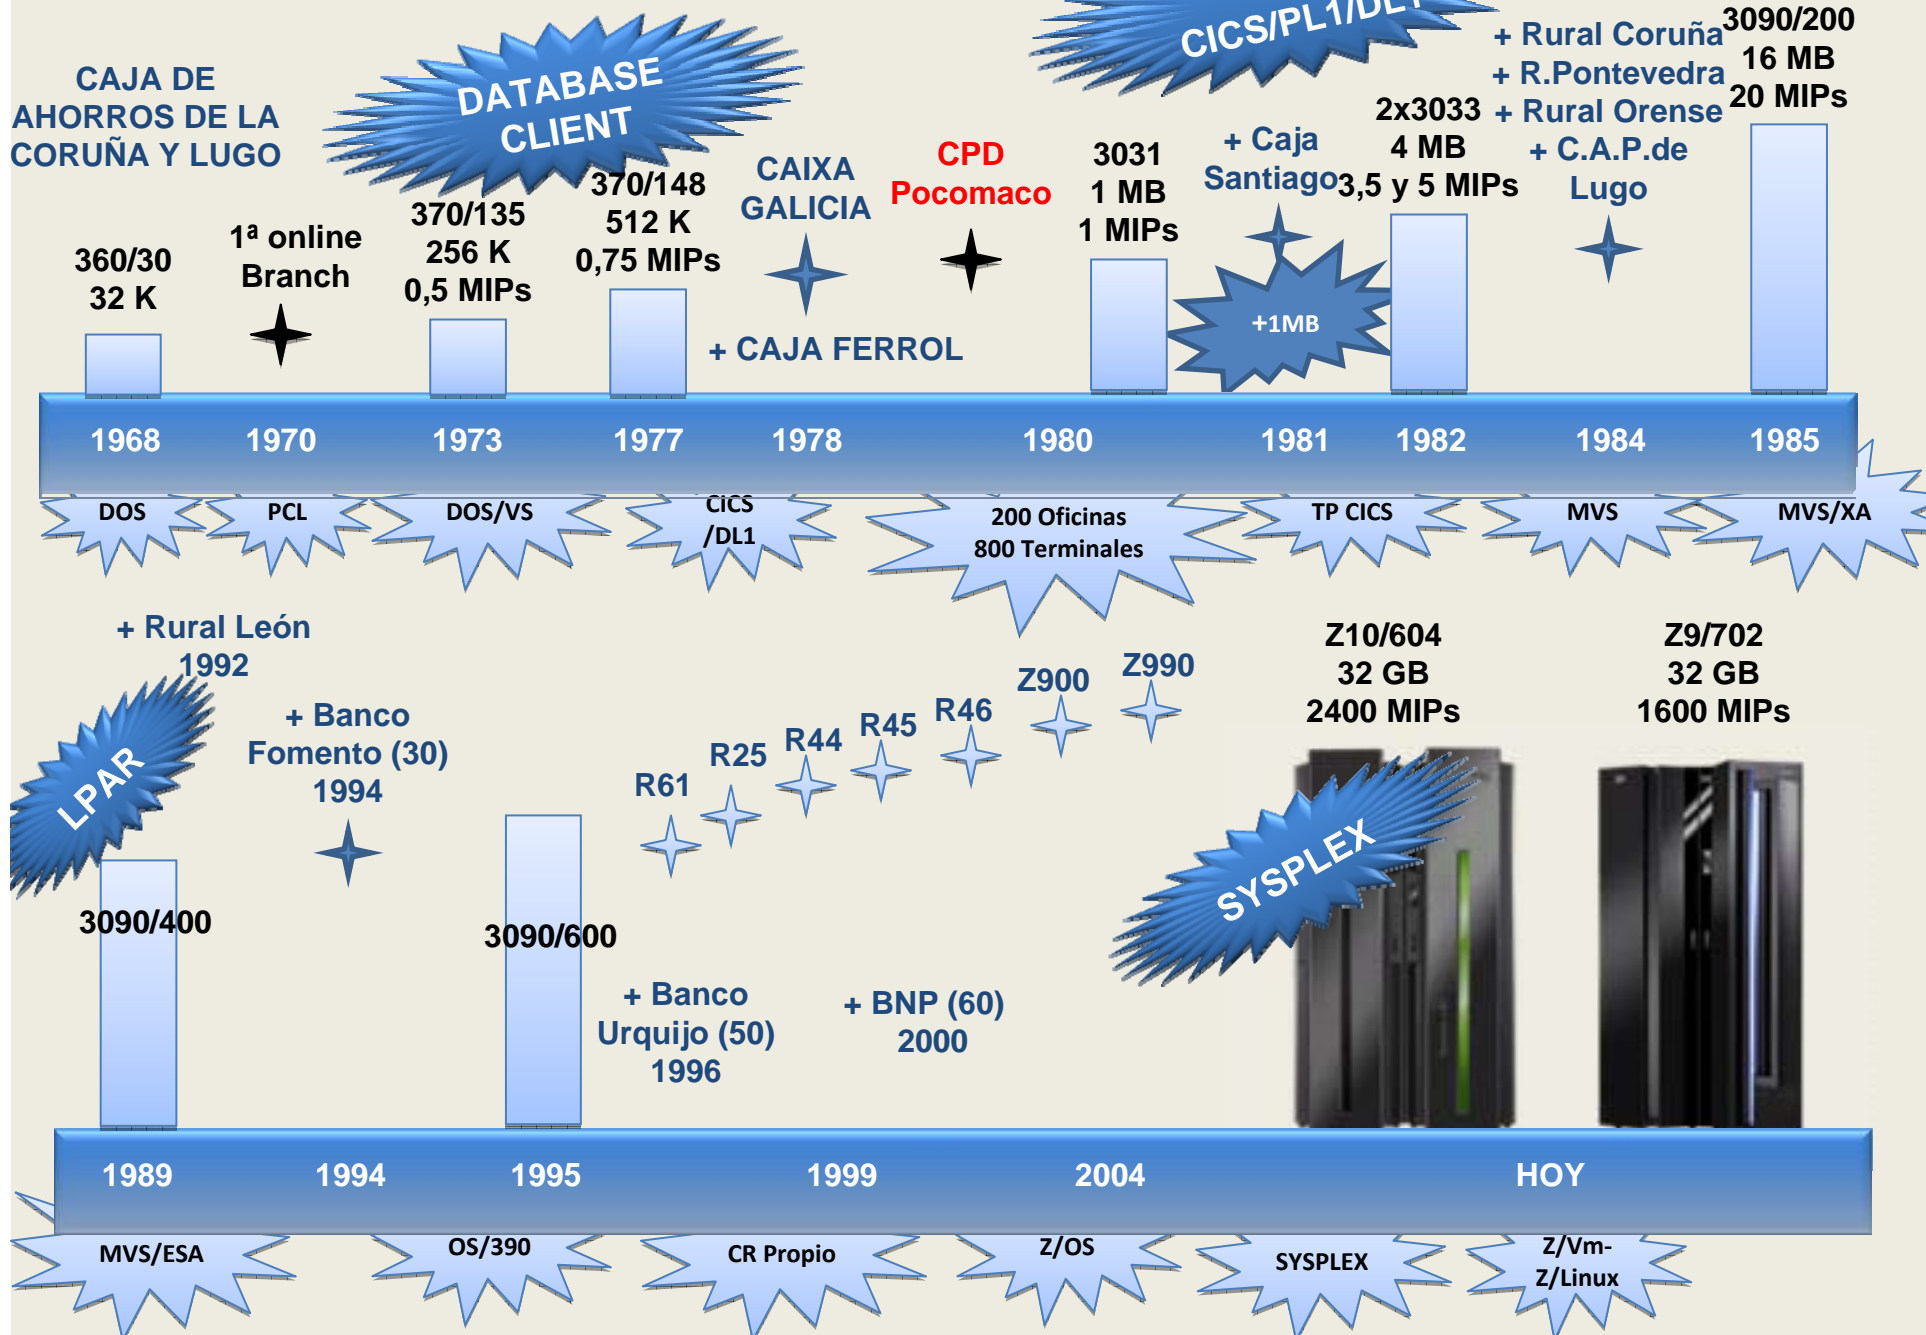 CICS/PL1/DL1
CAJA DE
AHORROS DE LA
CORUÑA Y LUGO
DATABASE
CLIENT
360/30
32 K
1ª online
Branch
370/135
256 K
0,5 MIPs
370/148
512 K
0,75 MIPs
CAIXA
GALICIA
+ CAJA FERROL
CPD
Pocomaco
3031
1 MB
1 MIPs
+ Caja
Santiago
+1MB
2x3033
4 MB
3,5 y 5 MIPs
+ Rural Coruña
+ R.Pontevedra
+ Rural Orense
+ C.A.P.de
Lugo
3090/200
16 MB
20 MIPs
1968
1970
1973
1977
1978
1980
1981
1982
1984
1985
DOS
PCL
DOS/VS
CICS
/DL1
200 Oficinas
800 Terminales
TP CICS
MVS
MVS/XA
+ Rural León
1992
LPAR
3090/400
+ Banco
Fomento (30)
1994
3090/600
R61
R25
R44
R45
R46
Z900
Z990
+ Banco
Urquijo (50)
1996
+ BNP (60)
2000
SYSPLEX
Z10/604
32 GB
2400 MIPs
Z9/702
32 GB
1600 MIPs
1989
1994
1995
1999
2004
HOY
MVS/ESA
OS/390
CR Propio
Z/OS
SYSPLEX
Z/Vm-
Z/Linux